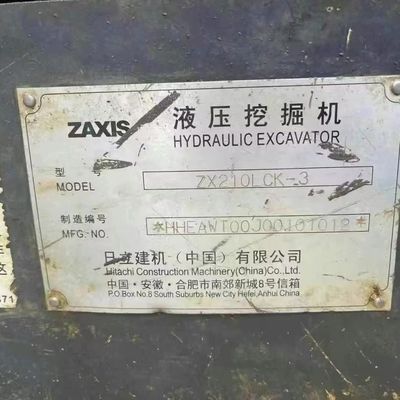 ZAXIS 液压挖掘机
HYDRAULIC EXCAVATOR
型 号
MODEL ZX210LCK-3
制造编号
MFG.-NO. *HHEAWT00J00101012*
日立建机（中国）有限公司
Hitachi Construction Machinery(China)Co.,Ltd.
中国·安徽·合肥市南郊新城8号信箱
P.O.Box No.8 South Suburbs New City Hefei,Anhui China